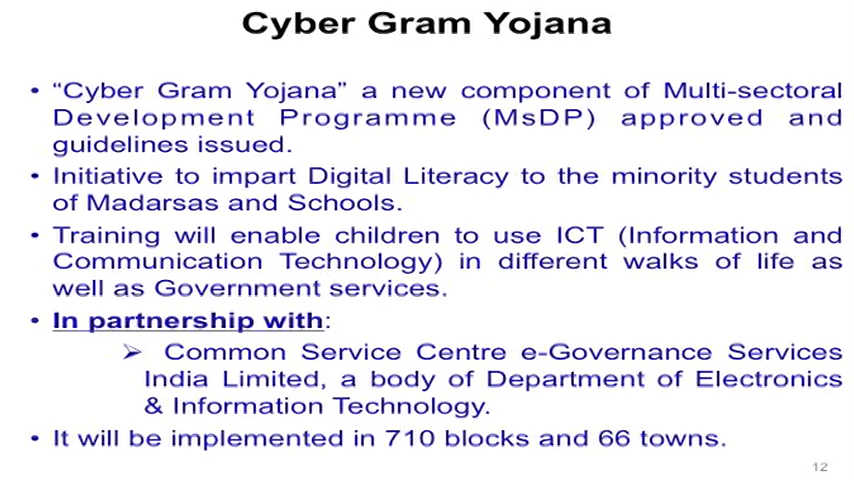 Cyber Gram Yojana
• “Cyber Gram Yojana” a new component of Multi-sectoral
Development Programme (MsDP) approved and
guidelines issued.
• Initiative to impart Digital Literacy to the minority students
of Madarsas and Schools.
• Training will enable children to use ICT (Information and
Communication Technology) in different walks of life as
well as Government services.
• In partnership with:
➢ Common Service Centre e-Governance Services
India Limited, a body of Department of Electronics
& Information Technology.
• It will be implemented in 710 blocks and 66 towns.
12